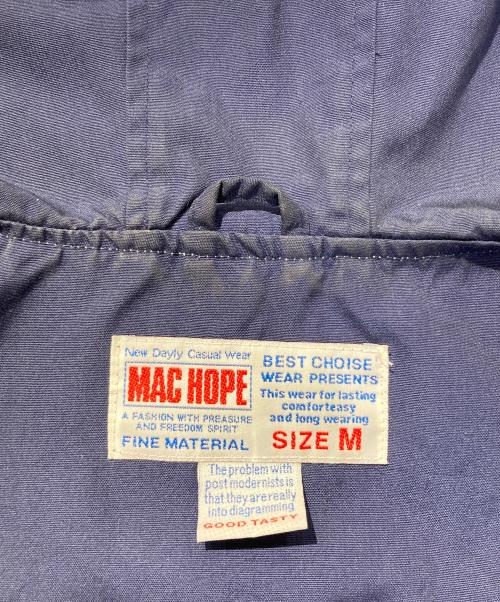 New Dayly Casual Wear
MAC HOPE
A FASHION WITH PREASURE
AND FREEDOM SPIRIT
FINE MATERIAL
BEST CHOISE
WEAR PRESENTS
This wear for lasting
comforteasy
and long wearing
SIZE M
The problem with
post modernists is
that they are really
into diagramming
GOOD TASTY